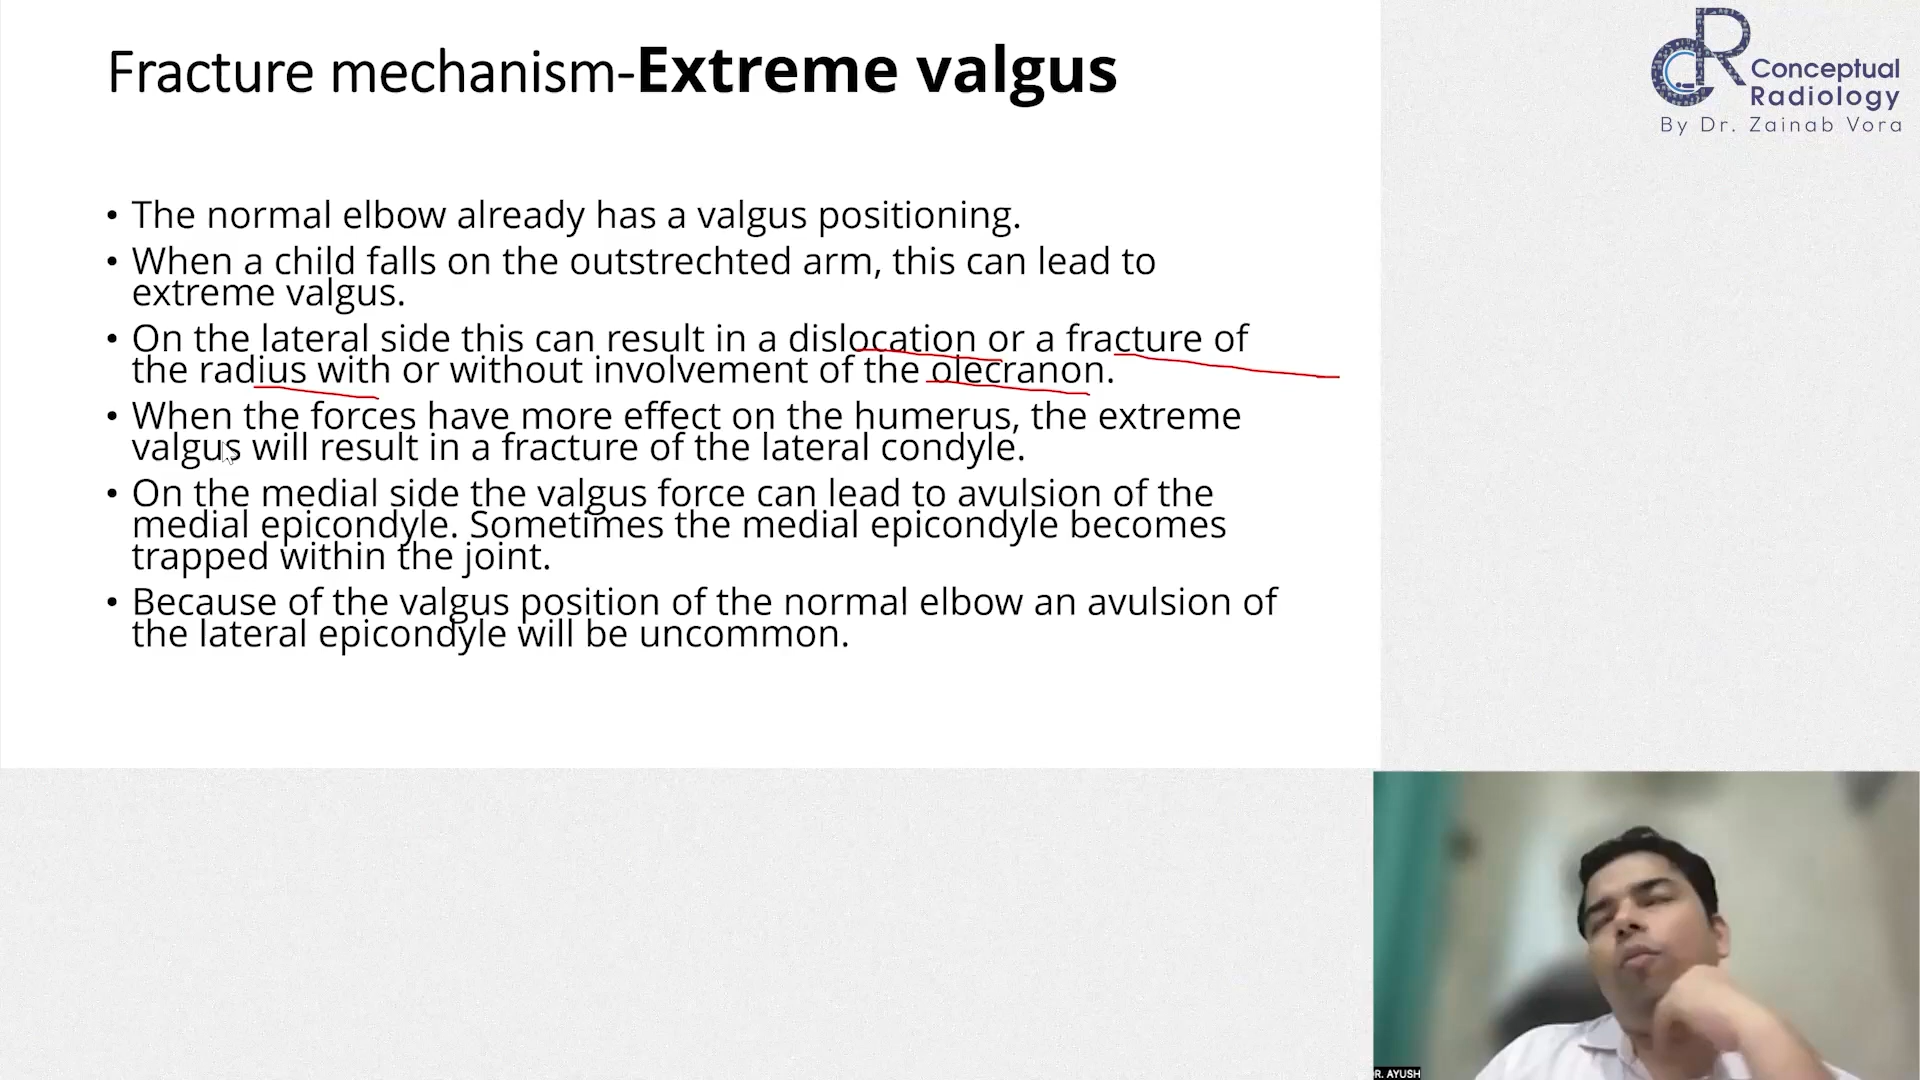 Fracture mechanism-Extreme valgus
• The normal elbow already has a valgus positioning.
• When a child falls on the outstrechted arm, this can lead to
extreme valgus.
• On the lateral side this can result in a dislocation or a fracture of
the radius with or without involvement of the olecranon.
• When the forces have more effect on the humerus, the extreme
valgus will result in a fracture of the lateral condyle.
• On the medial side the valgus force can lead to avulsion of the
medial epicondyle. Sometimes the medial epicondyle becomes
trapped within the joint.
• Because of the valgus position of the normal elbow an avulsion of
the lateral epicondyle will be uncommon.
CR Conceptual
Radiology
By Dr. Zainab Vora
R. AYUSH